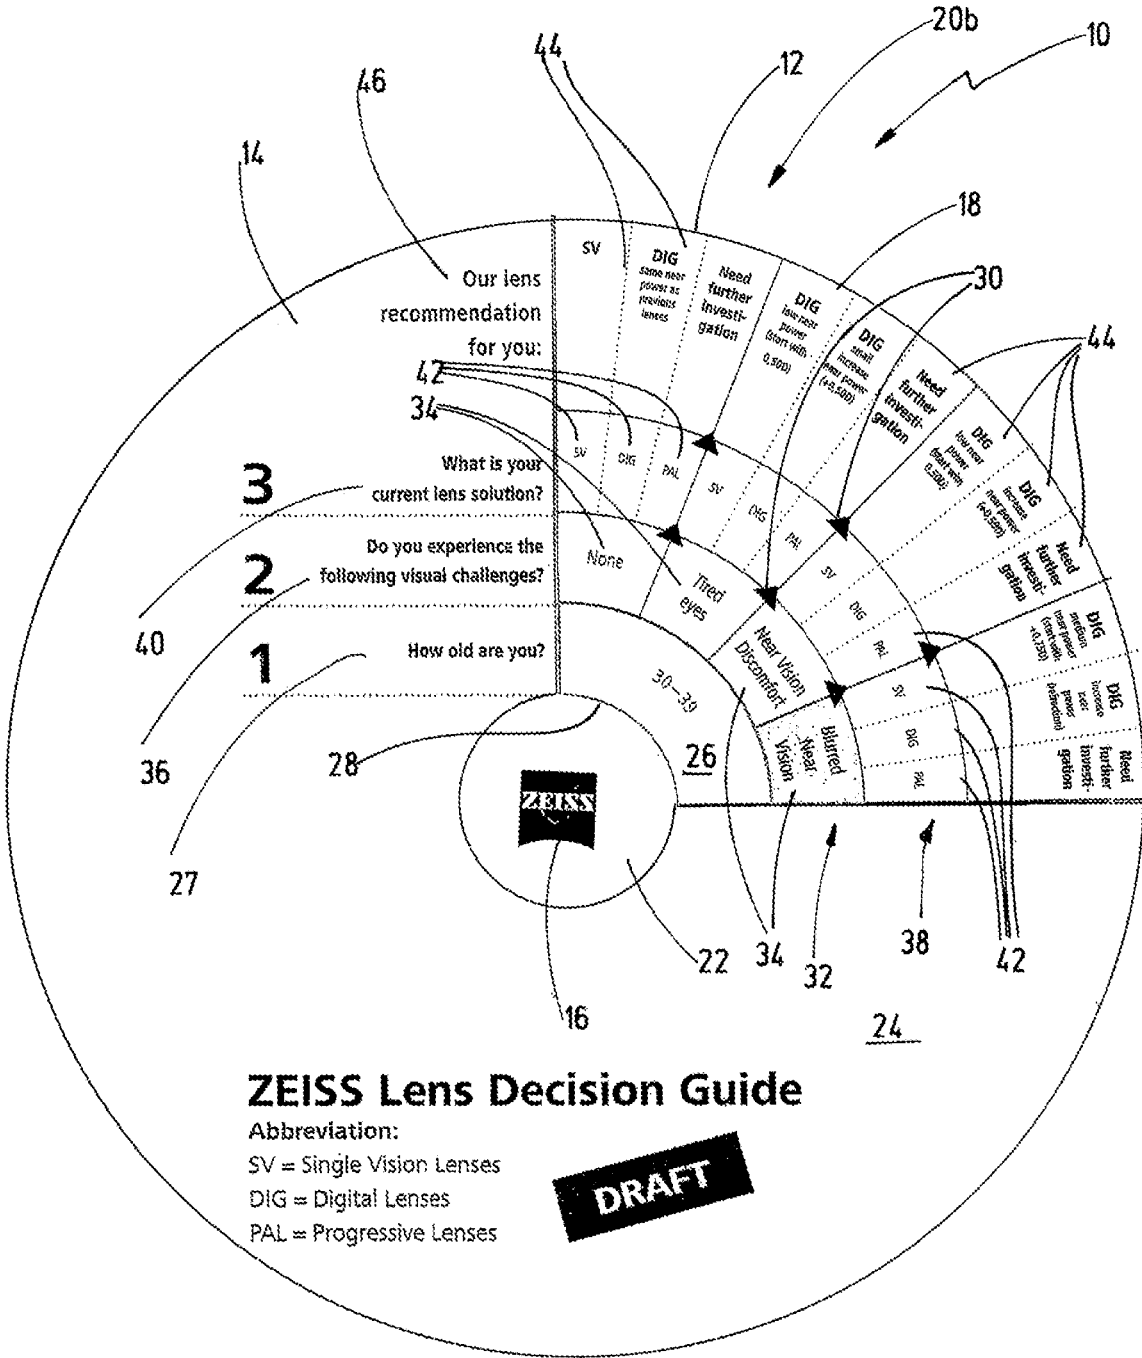 20b
10
44
12
46
14
18
30
44
Our lens
recommendation
for you:
42
34
3
What is your
current lens solution?
2
Do you experience the
following visual challenges?
1
How old are you?
40
36
27
28
SV
DIG
same near
power as
previous
lenses
Need
further
investi-
gation
DIG
low near
power
(start with
0,50D)
DIG
small
increase
near power
(+0,50D)
Need
further
investi-
gation
DIG
low near
power
(start with
0,50D)
DIG
increase
near power
(+0,50D)
Need
further
investi-
gation
DIG
medium
near power
(start with
+0,75D)
DIG
increase
near
power
(refraction)
Need
further
investi-
gation
SV
DIG
PAL
SV
DIG
PAL
SV
DIG
PAL
SV
DIG
PAL
None
Tired
eyes
Near Vision
Discomfort
Blurred
Near
Vision
30–39
26
ZEISS
16
22
34
32
38
42
24
ZEISS Lens Decision Guide
Abbreviation:
SV = Single Vision Lenses
DIG = Digital Lenses
PAL = Progressive Lenses
DRAFT